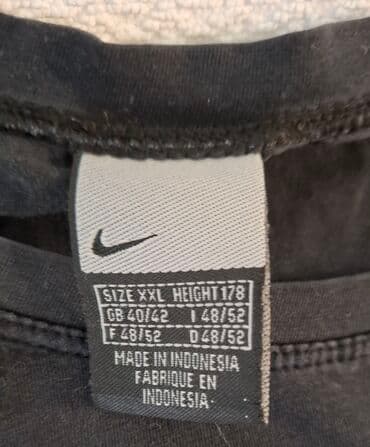 SIZE XXL HEIGHT 178
GB 40/42 I 48/52
F 48/52 D 48/52
MADE IN INDONESIA
FABRIQUE EN
INDONESIA